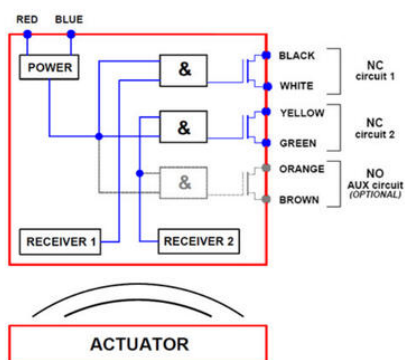 RED BLUE
POWER
&
BLACK
WHITE
NC
circuit 1
&
YELLOW
GREEN
NC
circuit 2
&
ORANGE
BROWN
NO
AUX circuit
(OPTIONAL)
RECEIVER 1
RECEIVER 2
ACTUATOR